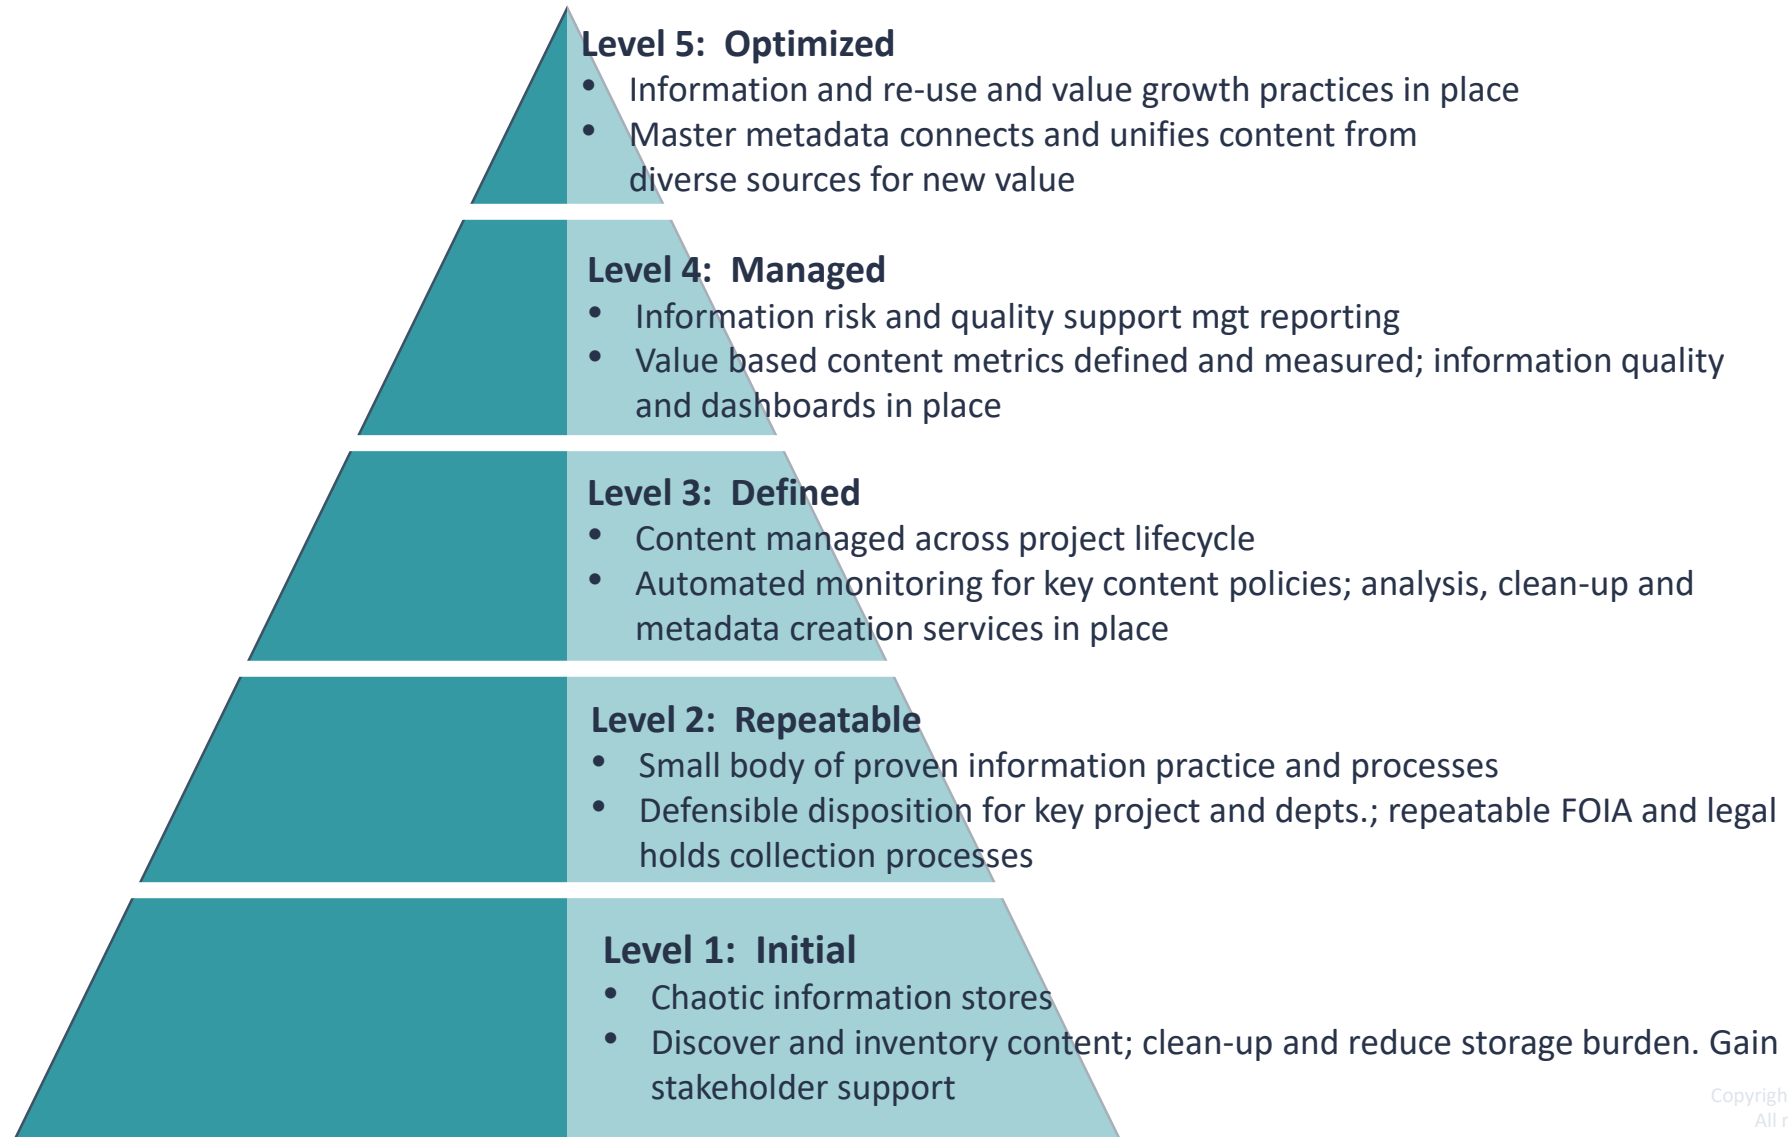 Level 5:  Optimized
• Information and re-use and value growth practices in place
• Master metadata connects and unifies content from
diverse sources for new value
Level 4:  Managed
• Information risk and quality support mgt reporting
• Value based content metrics defined and measured; information quality
and dashboards in place
Level 3:  Defined
• Content managed across project lifecycle
• Automated monitoring for key content policies; analysis, clean-up and
metadata creation services in place
Level 2:  Repeatable
• Small body of proven information practice and processes
• Defensible disposition for key project and depts.; repeatable FOIA and legal
holds collection processes
Level 1:  Initial
• Chaotic information stores
• Discover and inventory content; clean-up and reduce storage burden. Gain
stakeholder support
Copyrigh
All r